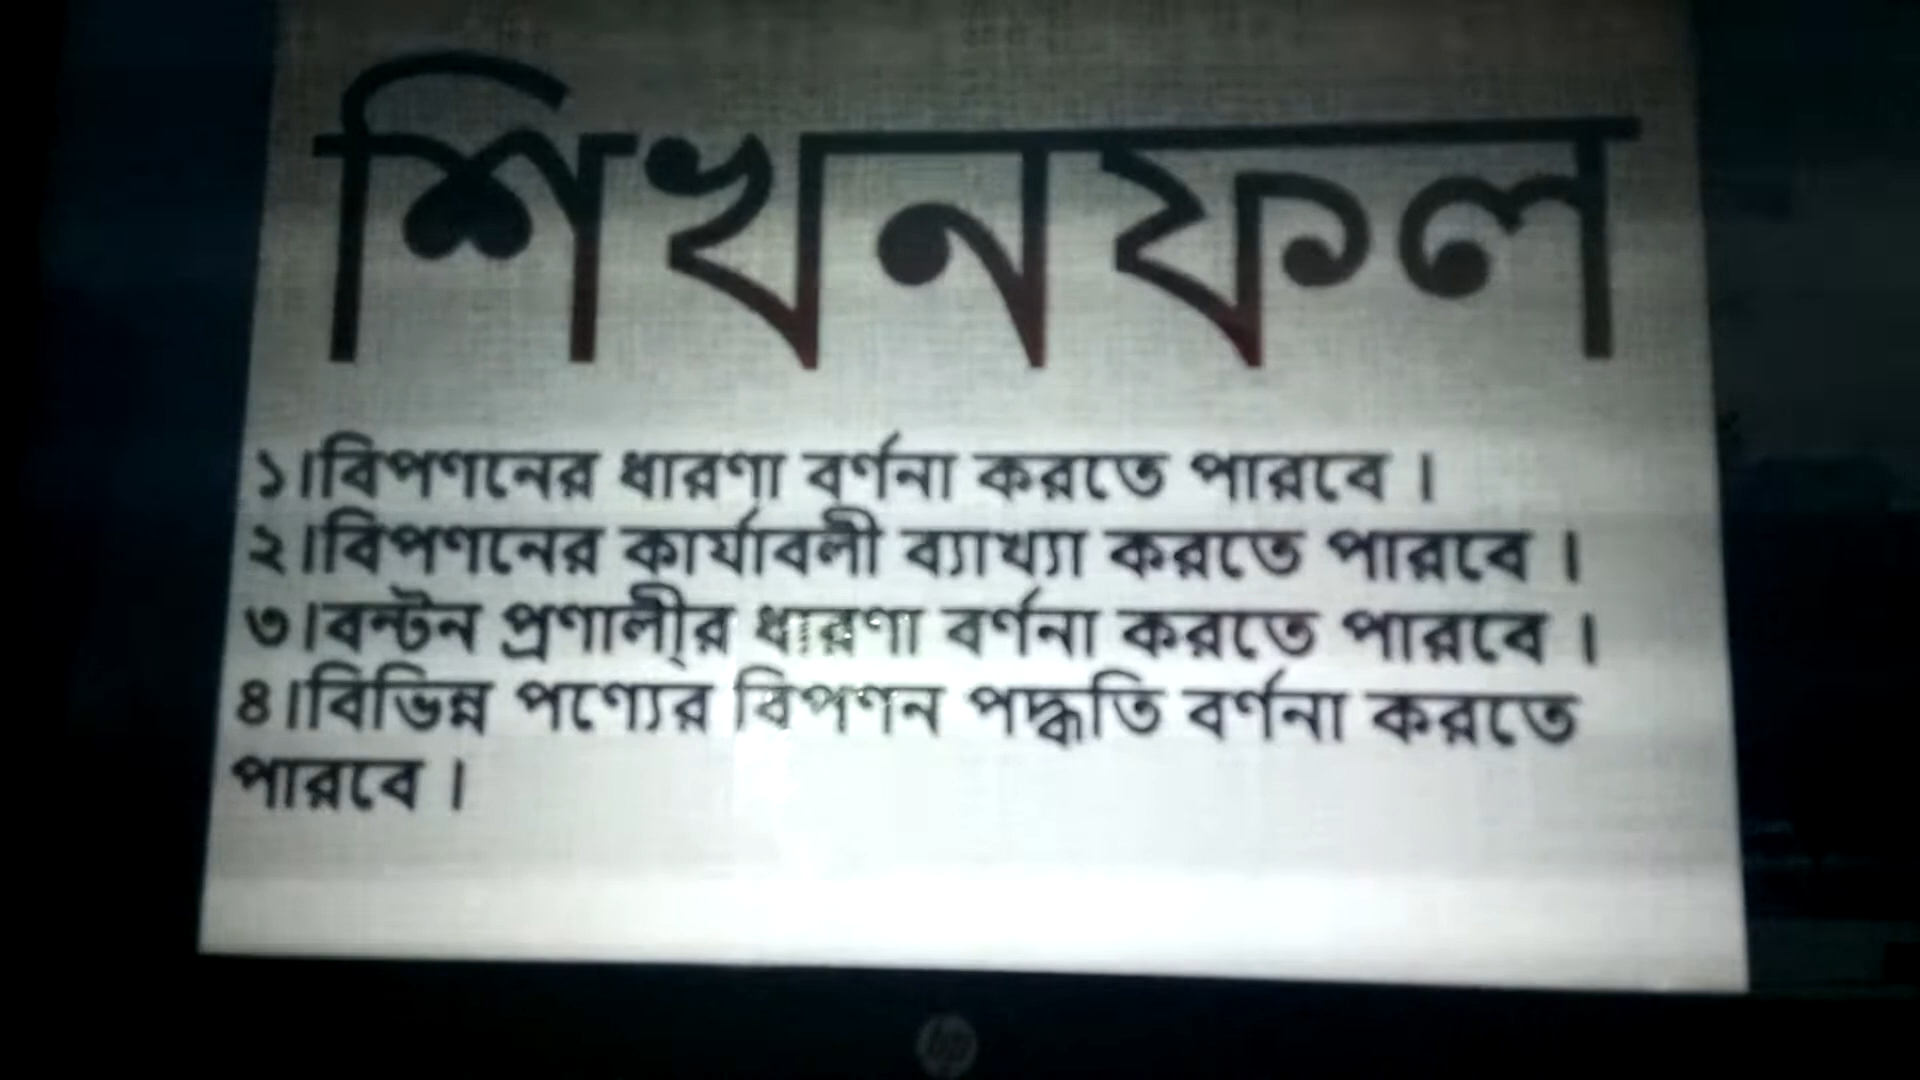 শিখনফল
১।বিপণনের ধারণা বর্ণনা করতে পারবে ।
২।বিপণনের কার্যাবলী ব্যাখ্যা করতে পারবে ।
৩।বন্টন প্রণালী্র ধারণা বর্ণনা করতে পারবে ।
৪।বিভিন্ন পণ্যের বিপণন পদ্ধতি বর্ণনা করতে
পারবে ।
hp